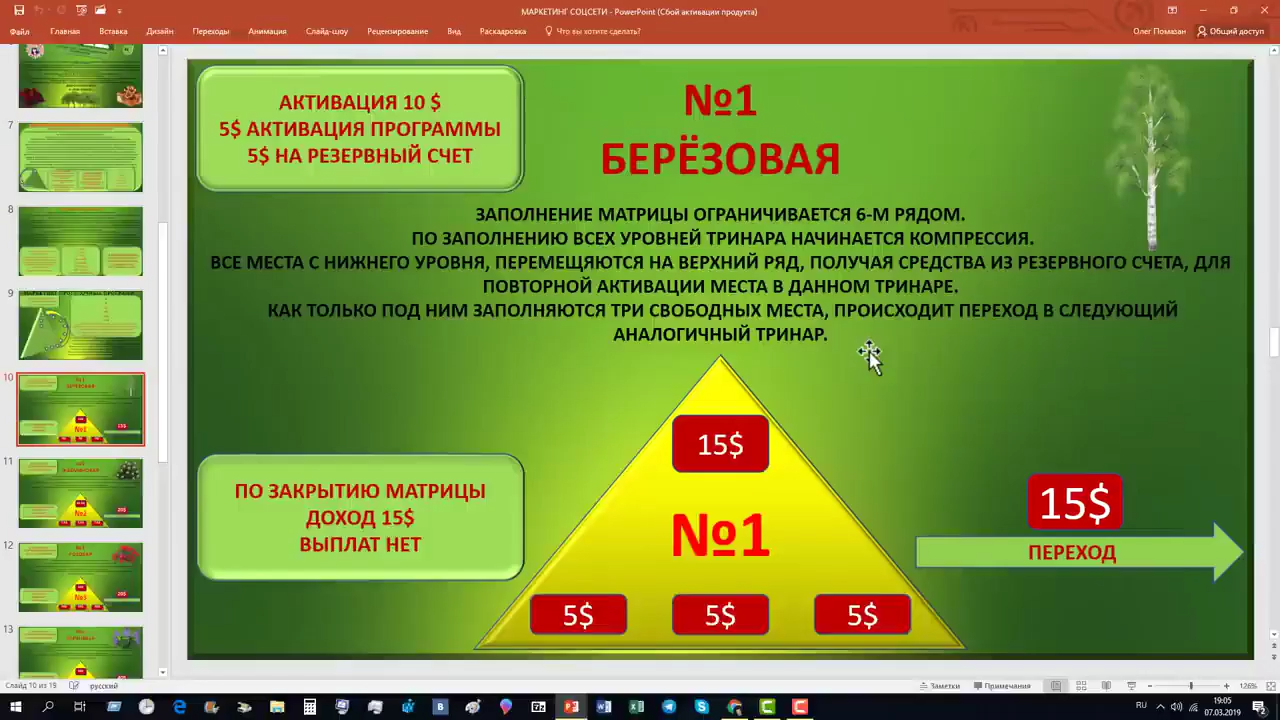 МАРКЕТИНГ СОЦСЕТИ - PowerPoint (Сбой активации продукта)
Файл Главная Вставка Дизайн Переходы Анимация Слайд-шоу Рецензирование Вид Раскадровка Что вы хотите сделать? Олег Помазан Общий доступ
АКТИВАЦИЯ 10 $
5$ АКТИВАЦИЯ ПРОГРАММЫ
5$ НА РЕЗЕРВНЫЙ СЧЕТ
№1
БЕРЁЗОВАЯ
ЗАПОЛНЕНИЕ МАТРИЦЫ ОГРАНИЧИВАЕТСЯ 6-М РЯДОМ.
ПО ЗАПОЛНЕНИЮ ВСЕХ УРОВНЕЙ ТРИНАРА НАЧИНАЕТСЯ КОМПРЕССИЯ.
ВСЕ МЕСТА С НИЖНЕГО УРОВНЯ, ПЕРЕМЕЩЯЮТСЯ НА ВЕРХНИЙ РЯД, ПОЛУЧАЯ СРЕДСТВА ИЗ РЕЗЕРВНОГО СЧЕТА, ДЛЯ
ПОВТОРНОЙ АКТИВАЦИИ МЕСТА В ДАННОМ ТРИНАРЕ.
КАК ТОЛЬКО ПОД НИМ ЗАПОЛНЯЮТСЯ ТРИ СВОБОДНЫХ МЕСТА, ПРОИСХОДИТ ПЕРЕХОД В СЛЕДУЮЩИЙ
АНАЛОГИЧНЫЙ ТРИНАР.
15$
№1
5$ 5$ 5$
ПО ЗАКРЫТИЮ МАТРИЦЫ
ДОХОД 15$
ВЫПЛАТ НЕТ
15$
ПЕРЕХОД
7
8
9
10
11
12
13
Слайд 10 из 19 русский Заметки Примечания 126%
RU 19:05
07.03.2019